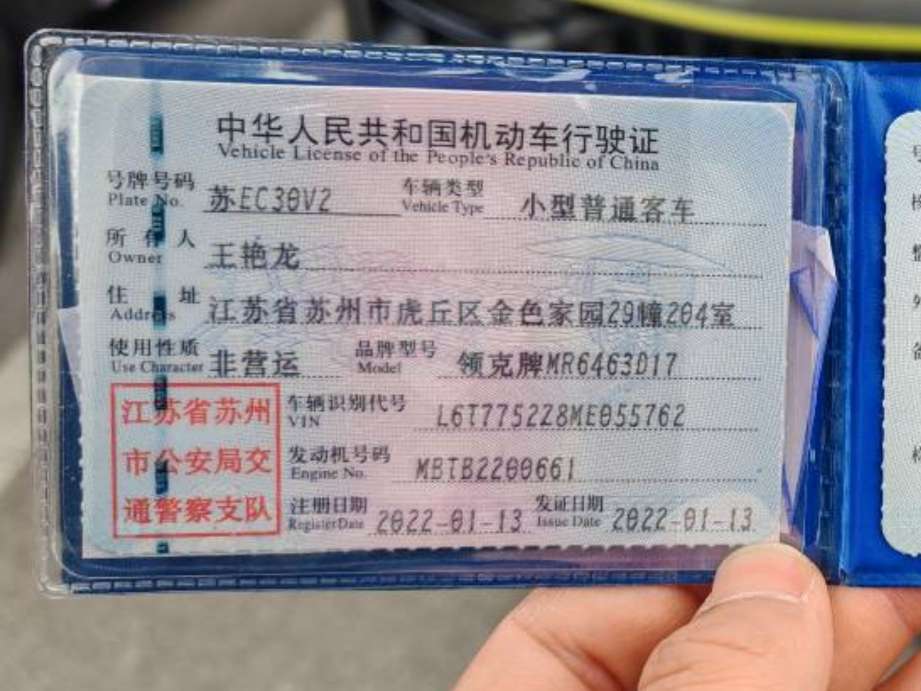 中华人民共和国机动车行驶证
Vehicle License of the People's Republic of China
号牌号码 苏EC30V2 车辆类型 小型普通客车
Plate No. Vehicle Type
所有人 王艳龙
Owner
住址 江苏省苏州市虎丘区金色家园29幢204室
Address
使用性质 非营运 品牌型号 领克牌MR6463D17
Use Character Model
江苏省苏州
市公安局交
通警察支队
车辆识别代号 L6T7752Z8ME055762
VIN
发动机号码 MBTB2200661
Engine No.
注册日期 2022-01-13 发证日期 2022-01-13
Register Date Issue Date